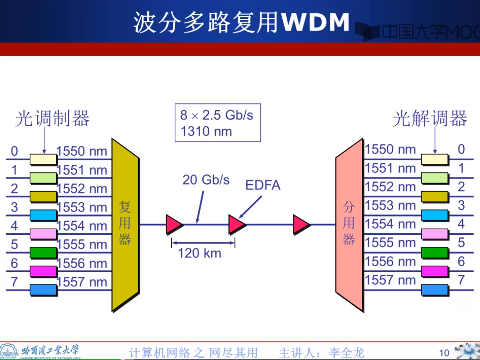 波分多路复用WDM
中国大学MOO
8 × 2.5 Gb/s
1310 nm
光调制器
光解调器
0 1550 nm
1 1551 nm
2 1552 nm
3 1553 nm
4 1554 nm
5 1555 nm
6 1556 nm
7 1557 nm
复用器
20 Gb/s
EDFA
120 km
分用器
1550 nm 0
1551 nm 1
1552 nm 2
1553 nm 3
1554 nm 4
1555 nm 5
1556 nm 6
1557 nm 7
哈尔滨工业大学
计算机网络 之 网尽其用 主讲人：李全龙
10